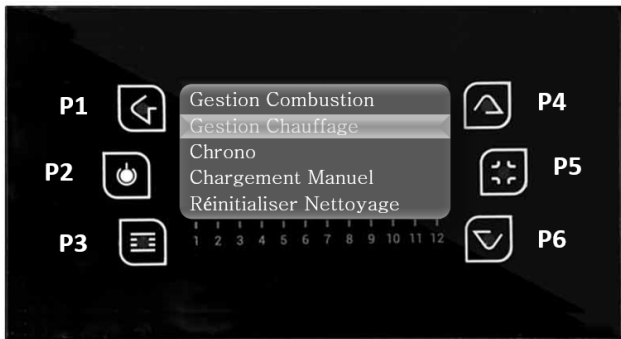 P1
P2
P3
Gestion Combustion
Gestion Chauffage
Chrono
Chargement Manuel
Réinitialiser Nettoyage
1 2 3 4 5 6 7 8 9 10 11 12
P4
P5
P6